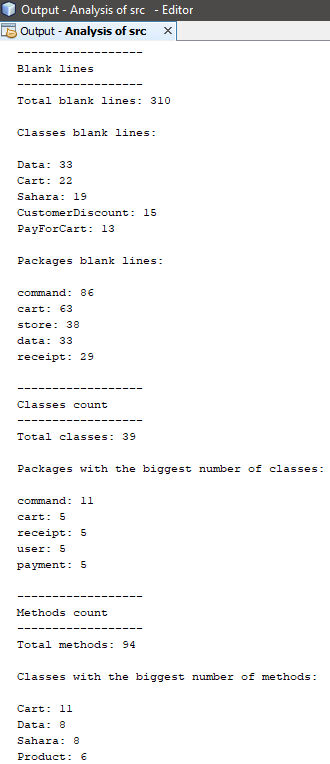 Output - Analysis of src - Editor
Output - Analysis of src ×
------------------
Blank lines
------------------
Total blank lines: 310
Classes blank lines:
Data: 33
Cart: 22
Sahara: 19
CustomerDiscount: 15
PayForCart: 13
Packages blank lines:
command: 86
cart: 63
store: 38
data: 33
receipt: 29
------------------
Classes count
------------------
Total classes: 39
Packages with the biggest number of classes:
command: 11
cart: 5
receipt: 5
user: 5
payment: 5
------------------
Methods count
------------------
Total methods: 94
Classes with the biggest number of methods:
Cart: 11
Data: 8
Sahara: 8
Product: 6